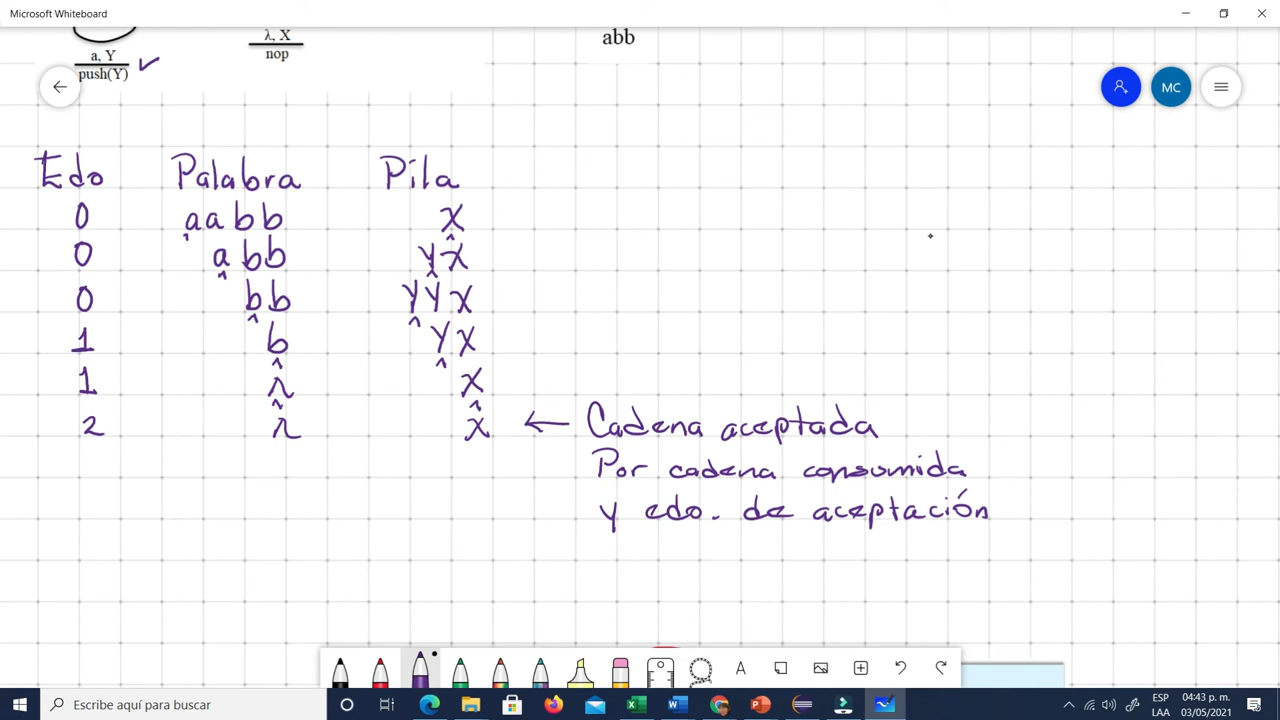 Microsoft Whiteboard
λ, X
nop
abb
a, Y
push(Y)
MC
Edo Palabra Pila
0 aabb X
0 abb YX
0 bb YYX
1 b YX
1 λ X
2 λ X ← Cadena aceptada
Por cadena consumida
y edo. de aceptación
A
Escribe aquí para buscar
ESP 04:43 p. m.
LAA 03/05/2021